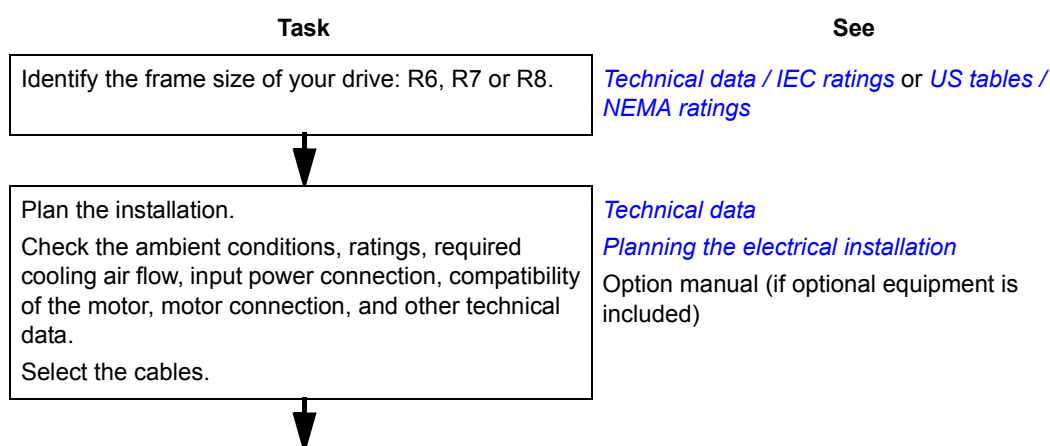 Task
See
Identify the frame size of your drive: R6, R7 or R8.
Technical data / IEC ratings or US tables /
NEMA ratings
Plan the installation.
Check the ambient conditions, ratings, required
cooling air flow, input power connection, compatibility
of the motor, motor connection, and other technical
data.
Select the cables.
Technical data
Planning the electrical installation
Option manual (if optional equipment is
included)